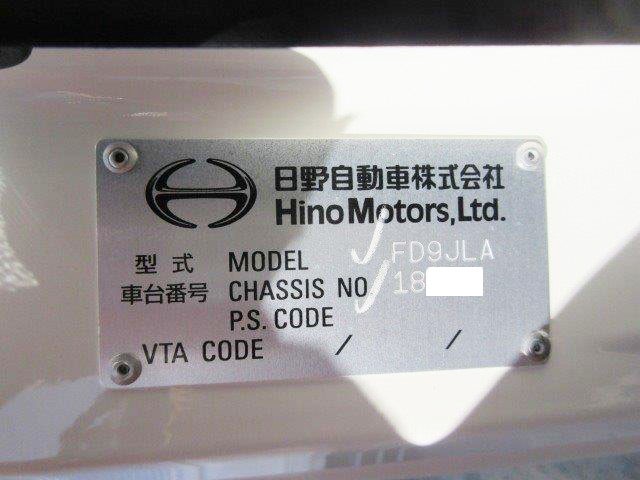 日野自動車株式会社
Hino Motors, Ltd.
型式 MODEL FD9JLA
車台番号 CHASSIS NO 18
P.S. CODE
VTA CODE / /